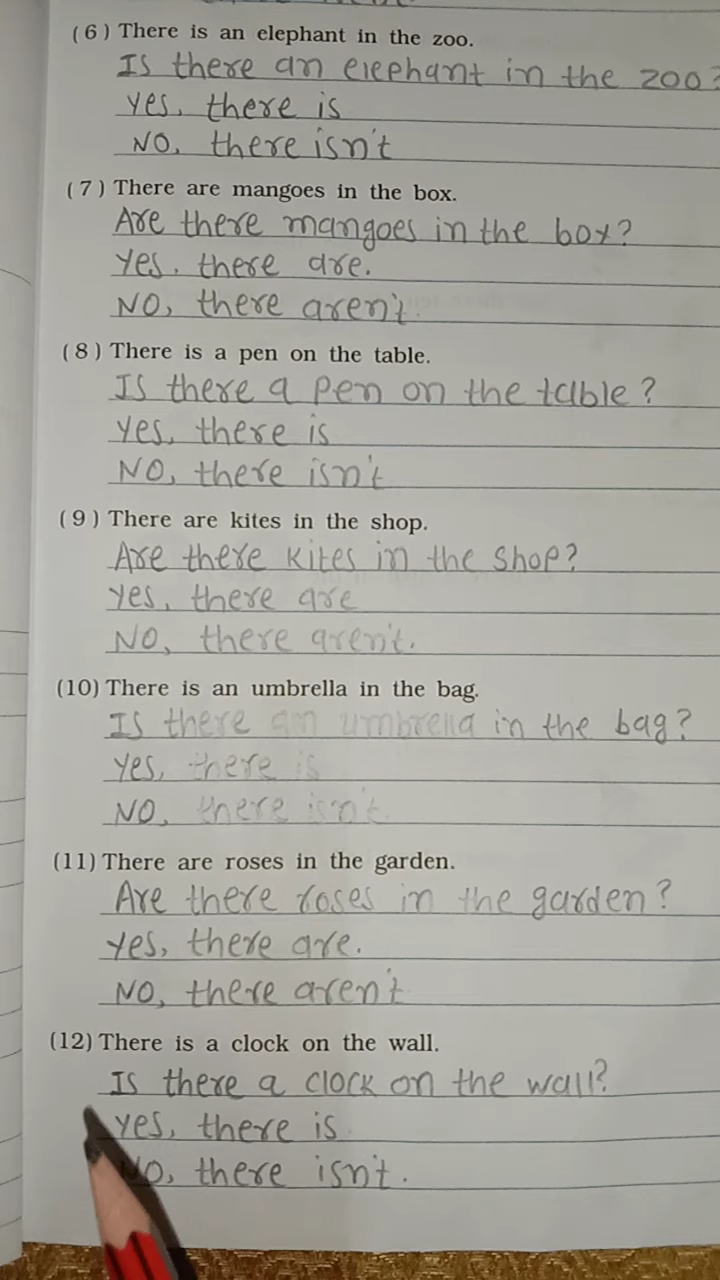 (6) There is an elephant in the zoo.
Is there an elephant in the zoo?
Yes, there is
No, there isn't
(7) There are mangoes in the box.
Are there mangoes in the box?
Yes, there are.
No, there aren't.
(8) There is a pen on the table.
Is there a pen on the table?
Yes, there is
No, there isn't
(9) There are kites in the shop.
Are there kites in the shop?
Yes, there are
No, there aren't.
(10) There is an umbrella in the bag.
Is there an umbrella in the bag?
Yes, there is
No, there isn't.
(11) There are roses in the garden.
Are there roses in the garden?
Yes, there are.
No, there aren't
(12) There is a clock on the wall.
Is there a clock on the wall?
Yes, there is
No, there isn't.